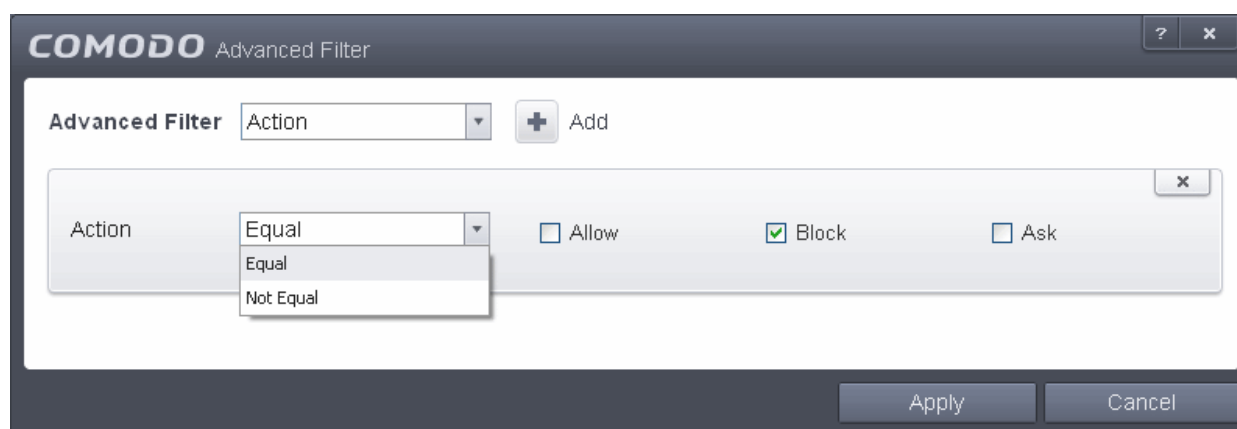 COMODO Advanced Filter ? x
Advanced Filter Action + Add
x
Action Equal Allow Block Ask
Equal
Not Equal
Apply Cancel